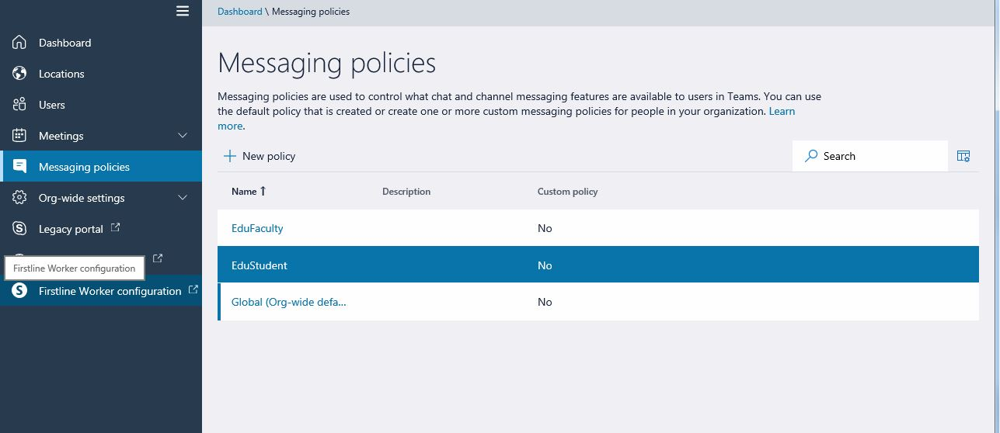 Dashboard
Locations
Users
Meetings
Messaging policies
Org-wide settings
Legacy portal
Firstline Worker configuration
Firstline Worker configuration
Dashboard \ Messaging policies
Messaging policies
Messaging policies are used to control what chat and channel messaging features are available to users in Teams. You can use
the default policy that is created or create one or more custom messaging policies for people in your organization. Learn
more.
New policy
Search
Name ↑ Description Custom policy
EduFaculty No
EduStudent No
Global (Org-wide defa... No